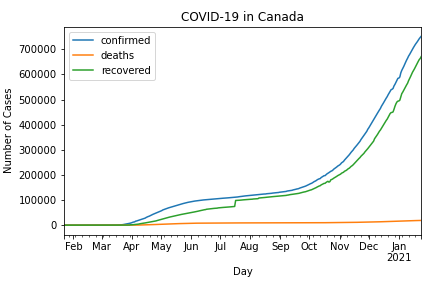 COVID-19 in Canada
confirmed
deaths
recovered
Number of Cases
700000
600000
500000
400000
300000
200000
100000
0
Feb Mar Apr May Jun Jul Aug Sep Oct Nov Dec Jan
2021
Day